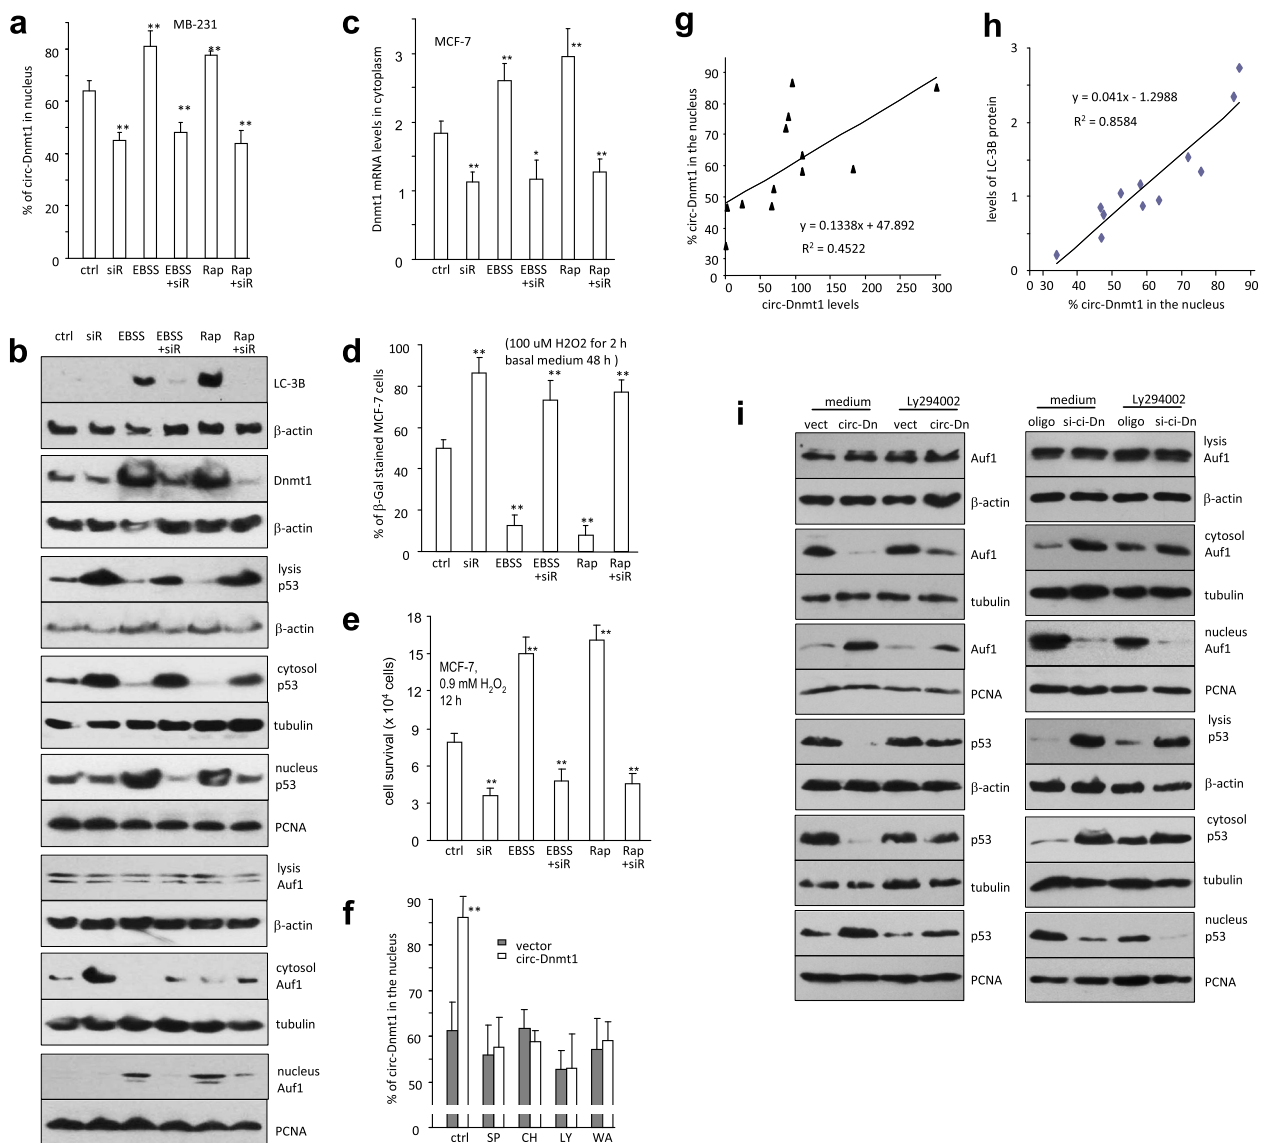 a
MB-231
% of circ-Dnmt1 in nucleus
80
60
40
20
0
** ** ** ** ** **
ctrl siR EBSS EBSS +siR Rap Rap +siR
b
ctrl siR EBSS EBSS +siR Rap Rap +siR
LC-3B
β-actin
Dnmt1
β-actin
lysis
p53
β-actin
cytosol
p53
tubulin
nucleus
p53
PCNA
lysis
Auf1
β-actin
cytosol
Auf1
tubulin
nucleus
Auf1
PCNA
c
MCF-7
Dnmt1 mRNA levels in cytoplasm
3
2
1
0
** ** * ** **
ctrl siR EBSS EBSS +siR Rap Rap +siR
d
(100 uM H2O2 for 2 h
basal medium 48 h )
% of β-Gal stained MCF-7 cells
100
80
60
40
20
0
** ** ** ** **
ctrl siR EBSS EBSS +siR Rap Rap +siR
e
MCF-7,
0.9 mM H2O2
12 h
cell survival (x 10⁴ cells)
18
15
12
9
6
3
0
** ** ** ** **
ctrl siR EBSS EBSS +siR Rap Rap +siR
f
% of circ-Dnmt1 in the nucleus
90
80
70
60
50
0
**
vector
circ-Dnmt1
ctrl SP CH LY WA
g
% circ-Dnmt1 in the nucleus
90
80
70
60
50
40
30
0
y = 0.1338x + 47.892
R² = 0.4522
0 50 100 150 200 250 300
circ-Dnmt1 levels
h
levels of LC-3B protein
3
2
1
0
y = 0.041x - 1.2988
R² = 0.8584
0 30 40 50 60 70 80 90
% circ-Dnmt1 in the nucleus
i
medium Ly294002
vect circ-Dn vect circ-Dn
Auf1
β-actin
Auf1
tubulin
Auf1
PCNA
p53
β-actin
p53
tubulin
p53
PCNA
medium Ly294002
oligo si-ci-Dn oligo si-ci-Dn
lysis
Auf1
β-actin
cytosol
Auf1
tubulin
nucleus
Auf1
PCNA
lysis
p53
β-actin
cytosol
p53
tubulin
nucleus
p53
PCNA